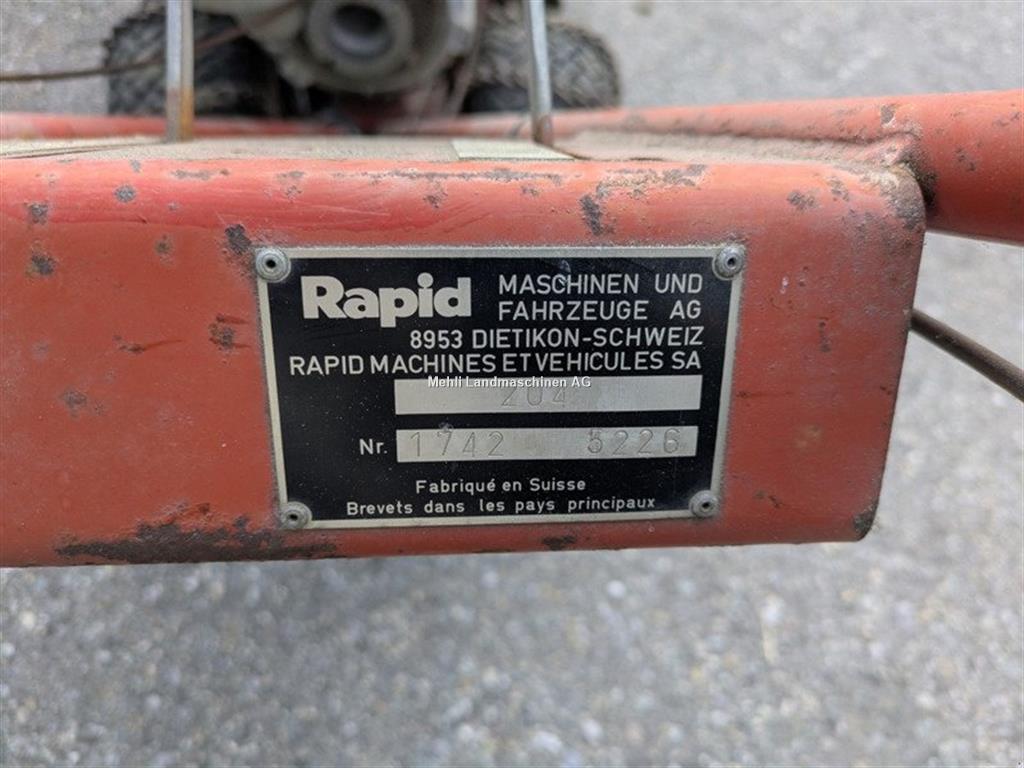 Rapid MASCHINEN UND
FAHRZEUGE AG
8953 DIETIKON-SCHWEIZ
RAPID MACHINES ET VEHICULES SA
Mehli Landmaschinen AG
204
Nr. 1742 5226
Fabriqué en Suisse
Brevets dans les pays principaux